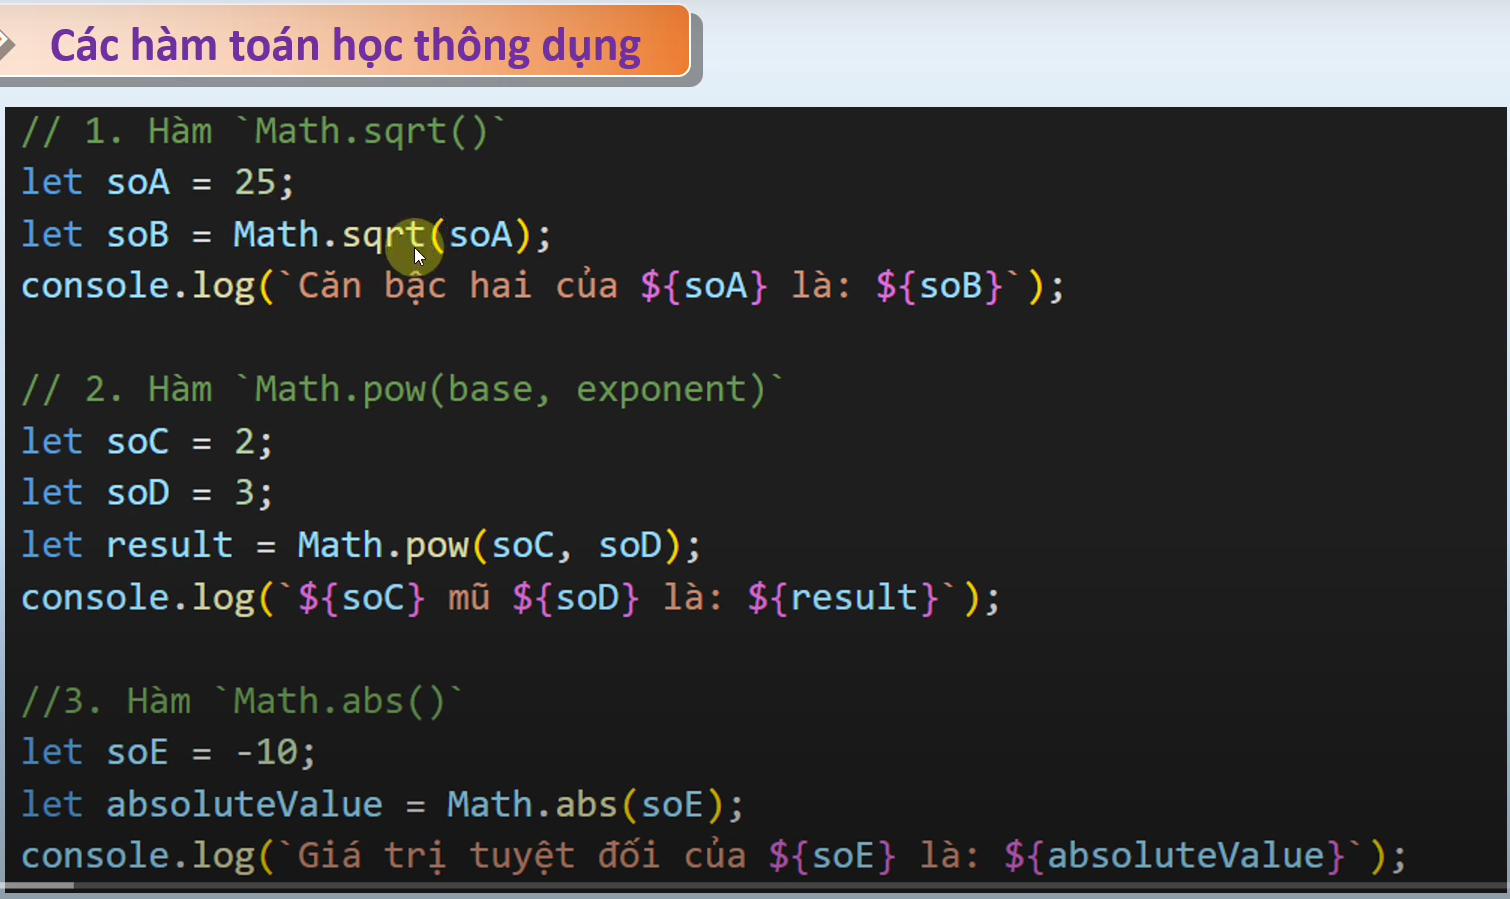 Các hàm toán học thông dụng
// 1. Hàm `Math.sqrt()`
let soA = 25;
let soB = Math.sqrt(soA);
console.log(`Căn bậc hai của ${soA} là: ${soB}`);
// 2. Hàm `Math.pow(base, exponent)`
let soC = 2;
let soD = 3;
let result = Math.pow(soC, soD);
console.log(`${soC} mũ ${soD} là: ${result}`);
//3. Hàm `Math.abs()`
let soE = -10;
let absoluteValue = Math.abs(soE);
console.log(`Giá trị tuyệt đối của ${soE} là: ${absoluteValue}`);